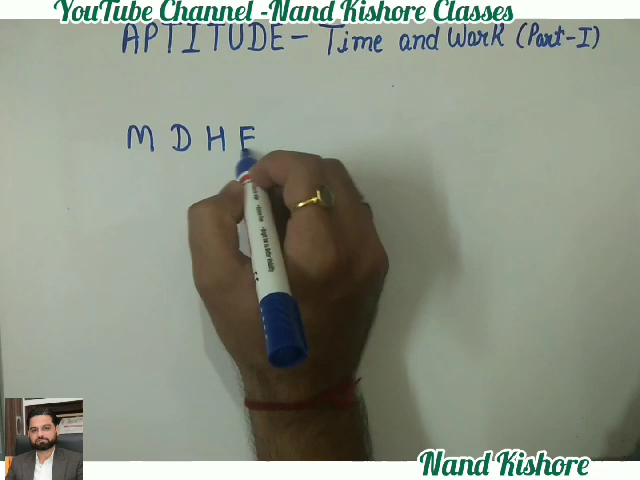 YouTube Channel -Nand Kishore Classes
APTITUDE - Time and Work (Part-I)
M D H E
Nand Kishore